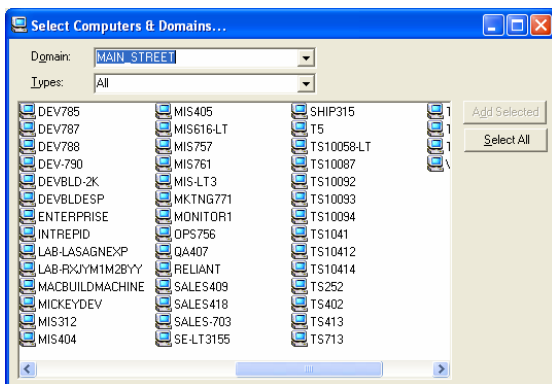 Select Computers & Domains...
Domain: MAIN_STREET
Types: All
DEV785
DEV787
DEV788
DEV-790
DEVBLD-2K
DEVBLDESP
ENTERPRISE
INTREPID
LAB-LASAGNEXP
LAB-RXJYM1M2BYY
MACBUILDMACHINE
MICKEYDEV
MIS312
MIS404
MIS405
MIS616-LT
MIS757
MIS761
MIS-LT3
MKTNG771
MONITOR1
OPS756
QA407
RELIANT
SALES409
SALES418
SALES-703
SE-LT3155
SHIP315
T5
TS10058-LT
TS10087
TS10092
TS10093
TS10094
TS1041
TS10412
TS10414
TS252
TS402
TS413
TS713
Add Selected
Select All